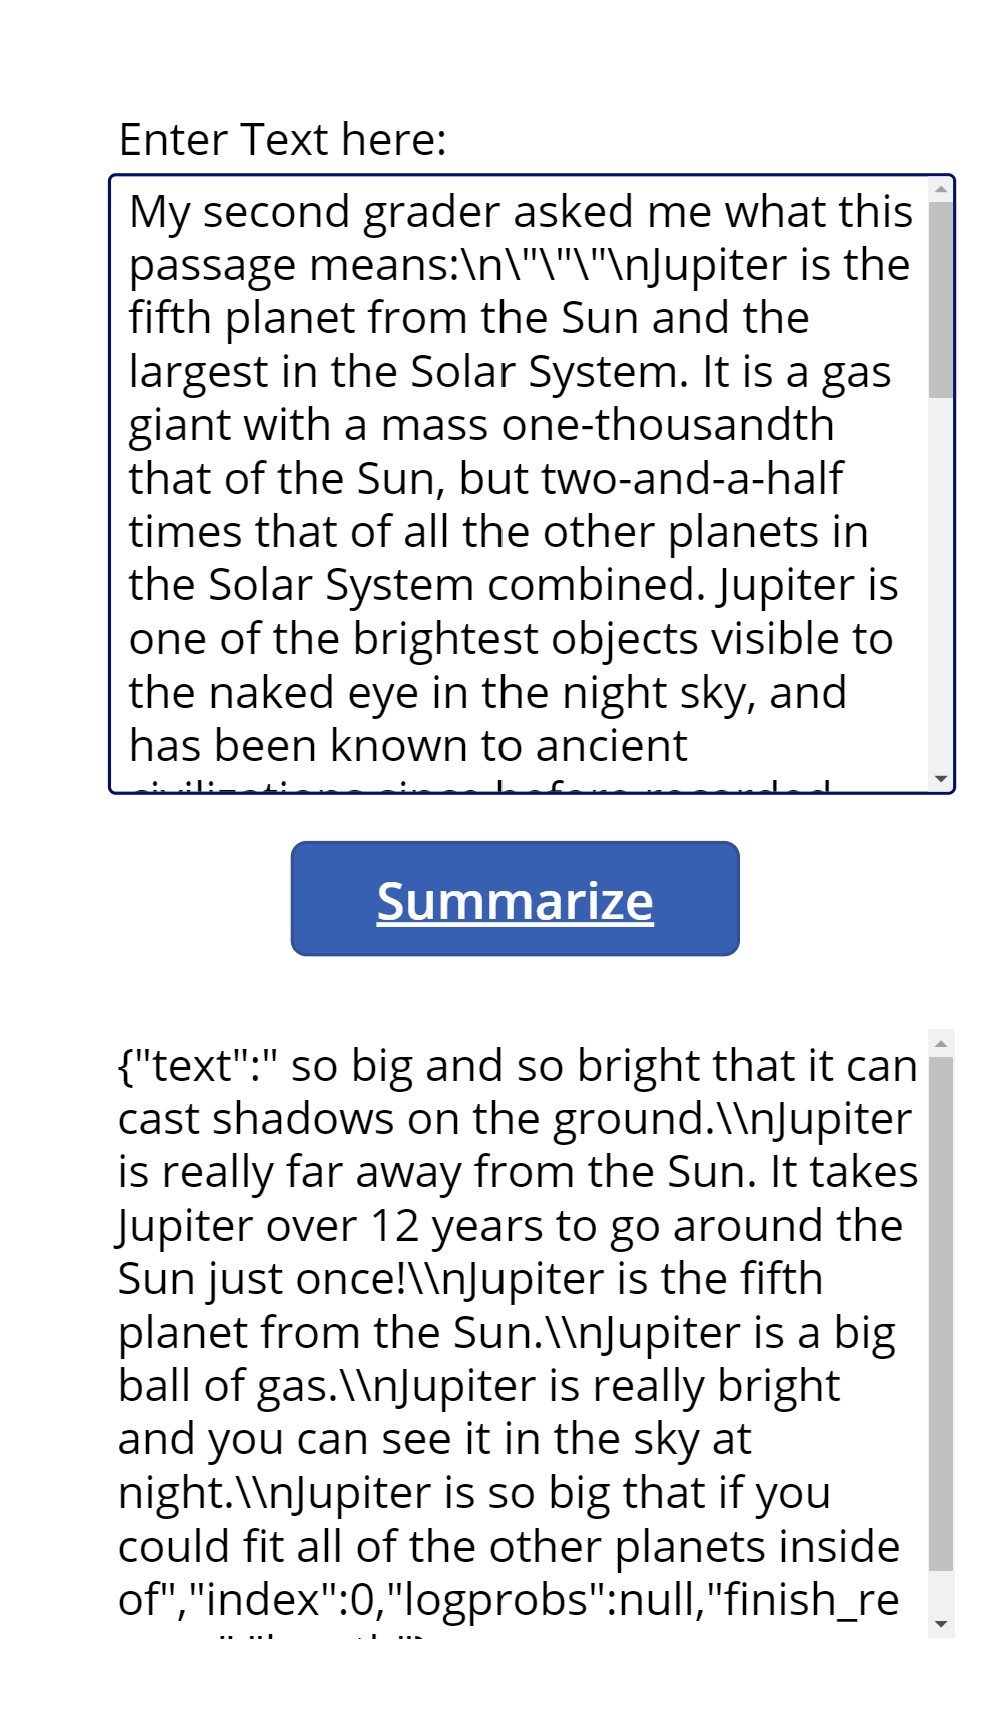 Enter Text here:
My second grader asked me what this
passage means:\n\"\"\"\nJupiter is the
fifth planet from the Sun and the
largest in the Solar System. It is a gas
giant with a mass one-thousandth
that of the Sun, but two-and-a-half
times that of all the other planets in
the Solar System combined. Jupiter is
one of the brightest objects visible to
the naked eye in the night sky, and
has been known to ancient
civilizations since before recorded
Summarize
{"text":" so big and so bright that it can
cast shadows on the ground.\\nJupiter
is really far away from the Sun. It takes
Jupiter over 12 years to go around the
Sun just once!\\nJupiter is the fifth
planet from the Sun.\\nJupiter is a big
ball of gas.\\nJupiter is really bright
and you can see it in the sky at
night.\\nJupiter is so big that if you
could fit all of the other planets inside
of","index":0,"logprobs":null,"finish_re